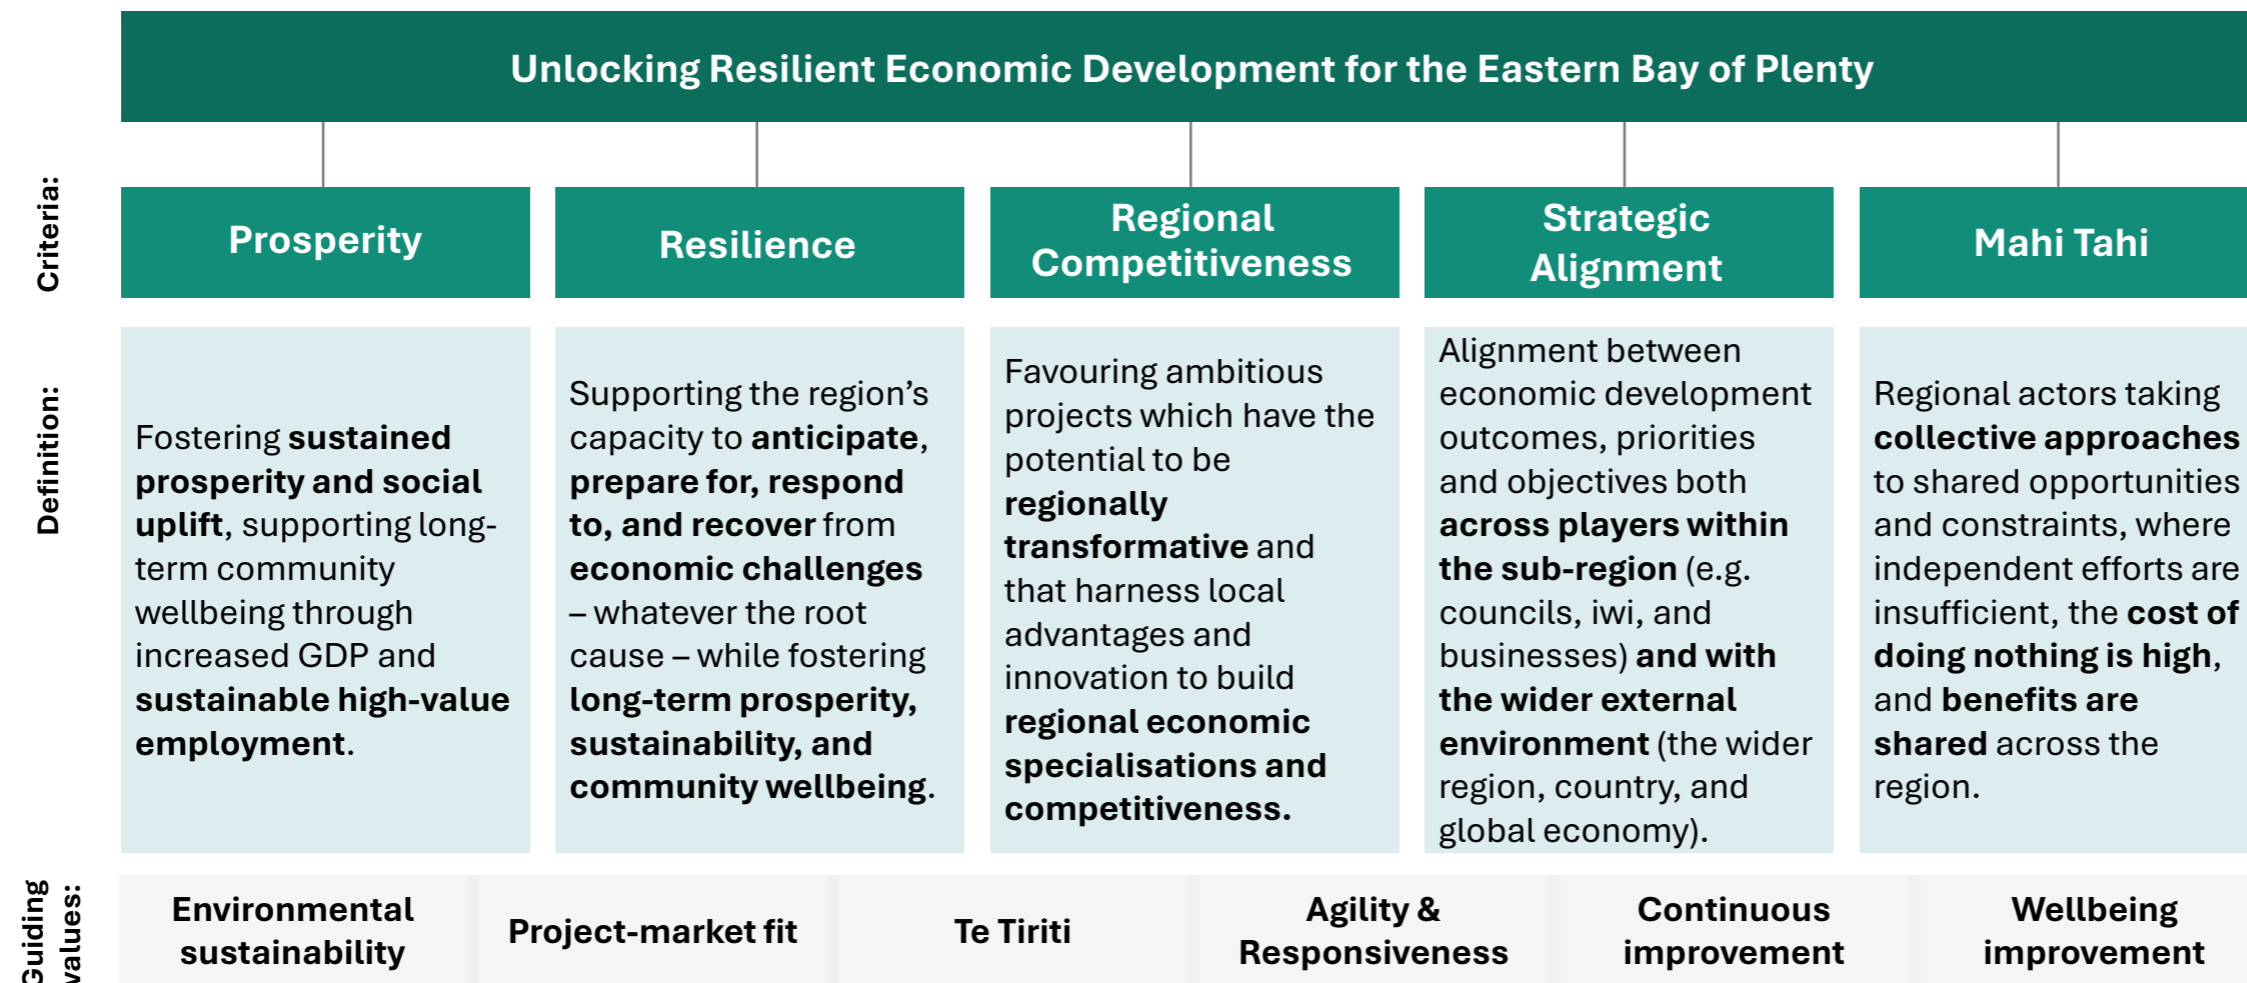 Unlocking Resilient Economic Development for the Eastern Bay of Plenty
Criteria:
Prosperity
Resilience
Regional
Competitiveness
Strategic
Alignment
Mahi Tahi
Definition:
Fostering sustained
prosperity and social
uplift, supporting long-
term community
wellbeing through
increased GDP and
sustainable high-value
employment.
Supporting the region’s
capacity to anticipate,
prepare for, respond
to, and recover from
economic challenges
– whatever the root
cause – while fostering
long-term prosperity,
sustainability, and
community wellbeing.
Favouring ambitious
projects which have the
potential to be
regionally
transformative and
that harness local
advantages and
innovation to build
regional economic
specialisations and
competitiveness.
Alignment between
economic development
outcomes, priorities
and objectives both
across players within
the sub-region (e.g.
councils, iwi, and
businesses) and with
the wider external
environment (the wider
region, country, and
global economy).
Regional actors taking
collective approaches
to shared opportunities
and constraints, where
independent efforts are
insufficient, the cost of
doing nothing is high,
and benefits are
shared across the
region.
Guiding
values:
Environmental
sustainability
Project-market fit
Te Tiriti
Agility &
Responsiveness
Continuous
improvement
Wellbeing
improvement